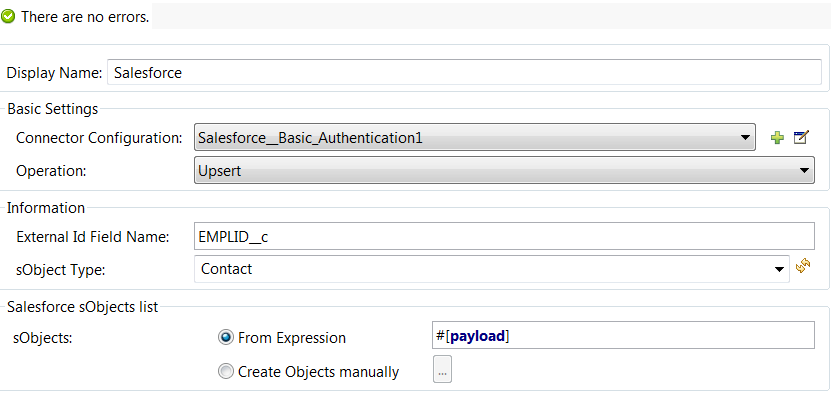 There are no errors.
Display Name: Salesforce
Basic Settings
Connector Configuration: Salesforce__Basic_Authentication1
Operation: Upsert
Information
External Id Field Name: EMPLID__c
sObject Type: Contact
Salesforce sObjects list
sObjects: From Expression #[payload]
Create Objects manually ...